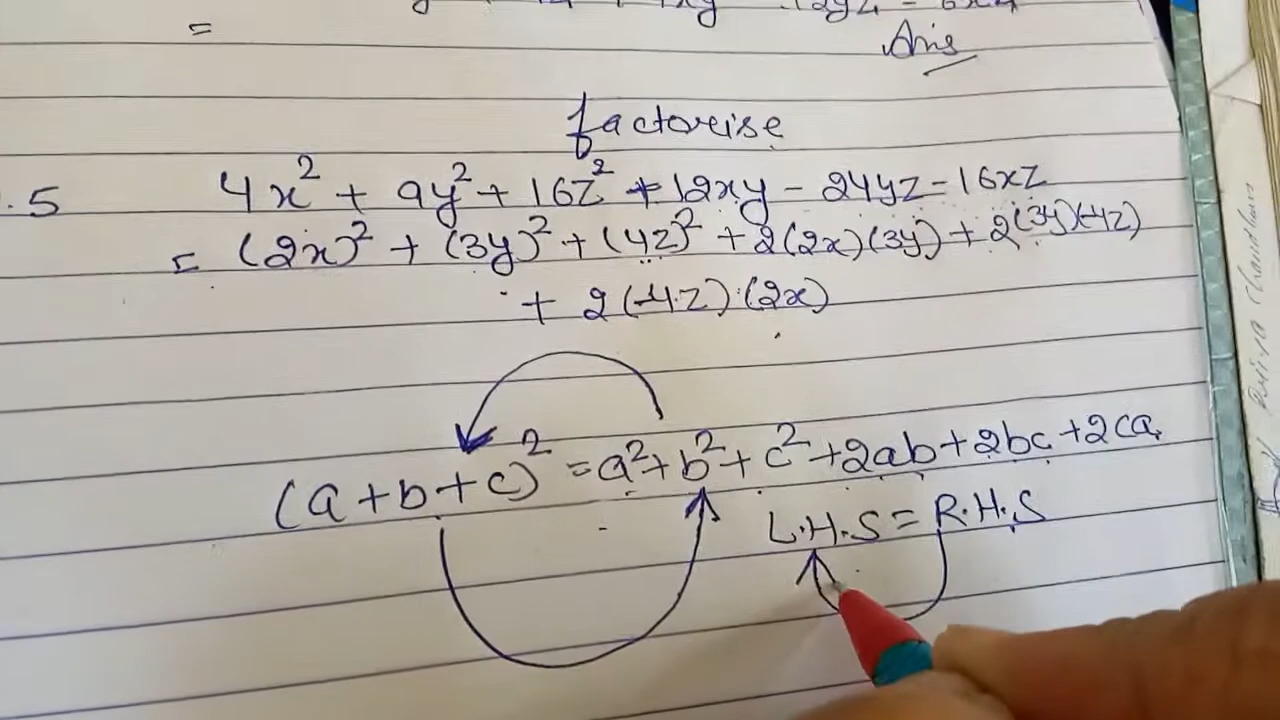 =
Ans
factorise
.5 4x² + 9y² + 16z² + 12xy - 24yz - 16xz
= (2x)² + (3y)² + (4z)² + 2(2x)(3y) + 2(3y)(-4z)
+ 2(-4z).(2x)
(a+b+c)² = a²+b²+c²+2ab+2bc+2ca
L.H.S = R.H.S